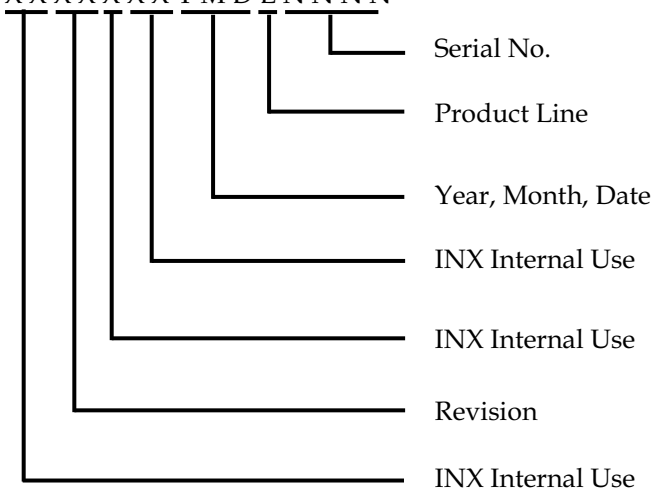 X X X X X X X Y M D L N N N N
Serial No.
Product Line
Year, Month, Date
INX Internal Use
INX Internal Use
Revision
INX Internal Use